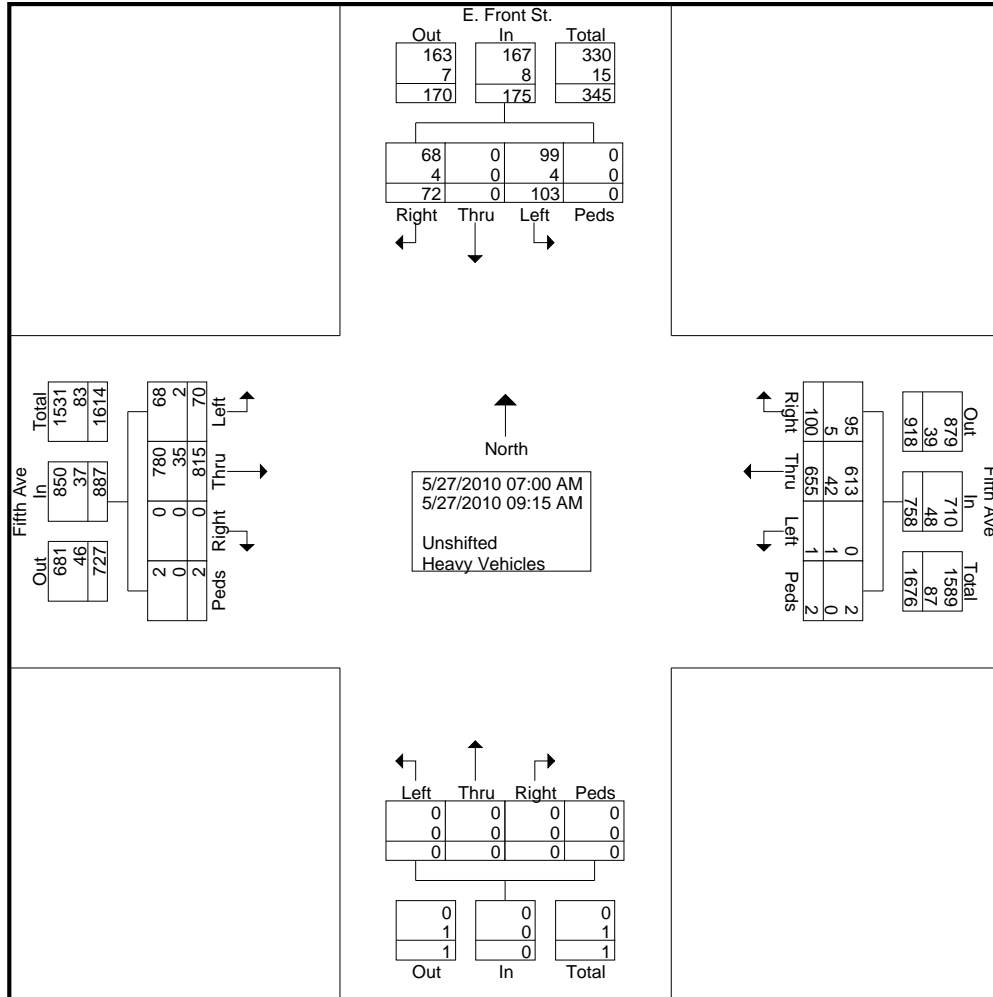 E. Front St.
Out In Total
163 167 330
7 8 15
170 175 345
68 0 99 0
4 0 4 0
72 0 103 0
Right Thru Left Peds
Fifth Ave
Total In Out
1531 850 681
83 37 46
1614 887 727
68 780 0 2
2 35 0 0
70 815 0 2
Left Thru Right Peds
North
5/27/2010 07:00 AM
5/27/2010 09:15 AM
Unshifted
Heavy Vehicles
Fifth Ave
Out In Total
879 710 1589
39 48 87
918 758 1676
95 613 0 2
5 42 1 0
100 655 1 2
Right Thru Left Peds
Left Thru Right Peds
0 0 0 0
0 0 0 0
0 0 0 0
0 0 0
1 0 1
1 0 1
Out In Total